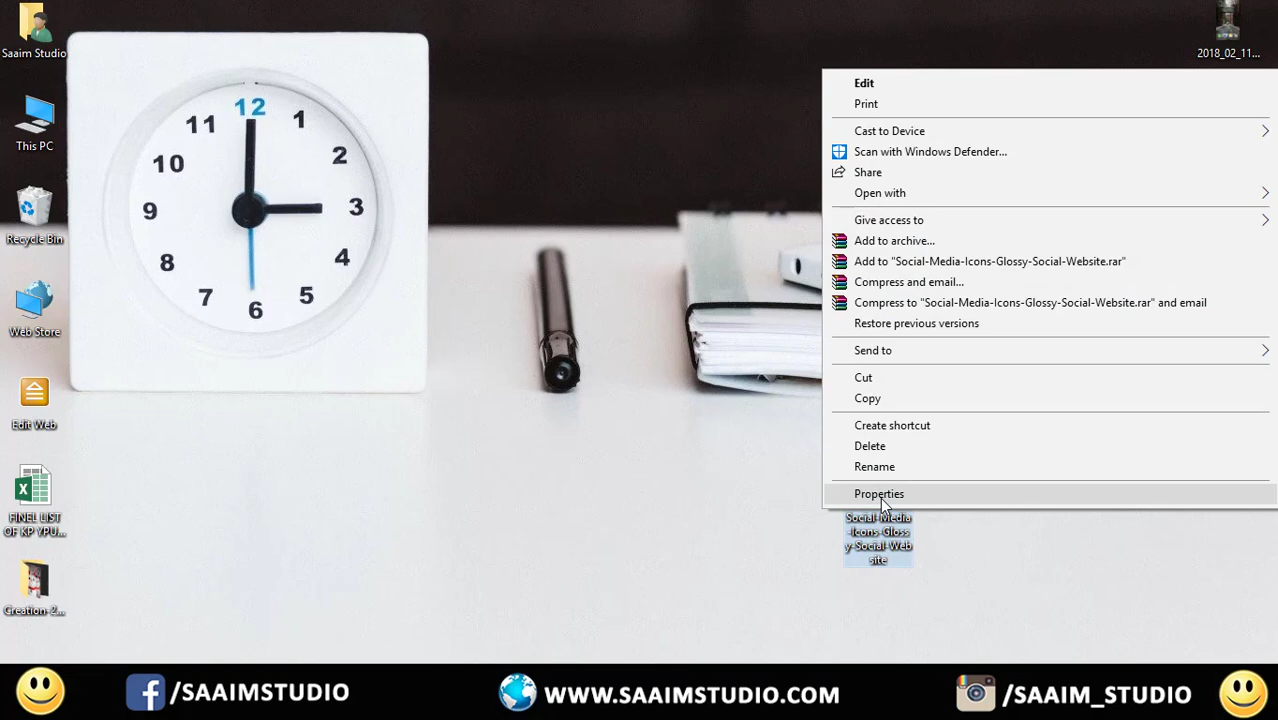 Saaim Studio
This PC
Recycle Bin
Web Store
Edit Web
FINEL LIST
OF KP YPU...
Creation-2...
12
1
2
3
4
5
6
7
8
9
10
11
2018_02_11...
Edit
Print
Cast to Device
Scan with Windows Defender...
Share
Open with
Give access to
Add to archive...
Add to "Social-Media-Icons-Glossy-Social-Website.rar"
Compress and email...
Compress to "Social-Media-Icons-Glossy-Social-Website.rar" and email
Restore previous versions
Send to
Cut
Copy
Create shortcut
Delete
Rename
Properties
Social-Media
-Icons-Gloss
y-Social-Web
site
/SAAIMSTUDIO
WWW.SAAIMSTUDIO.COM
/SAAIM_STUDIO